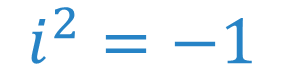 i² = −1